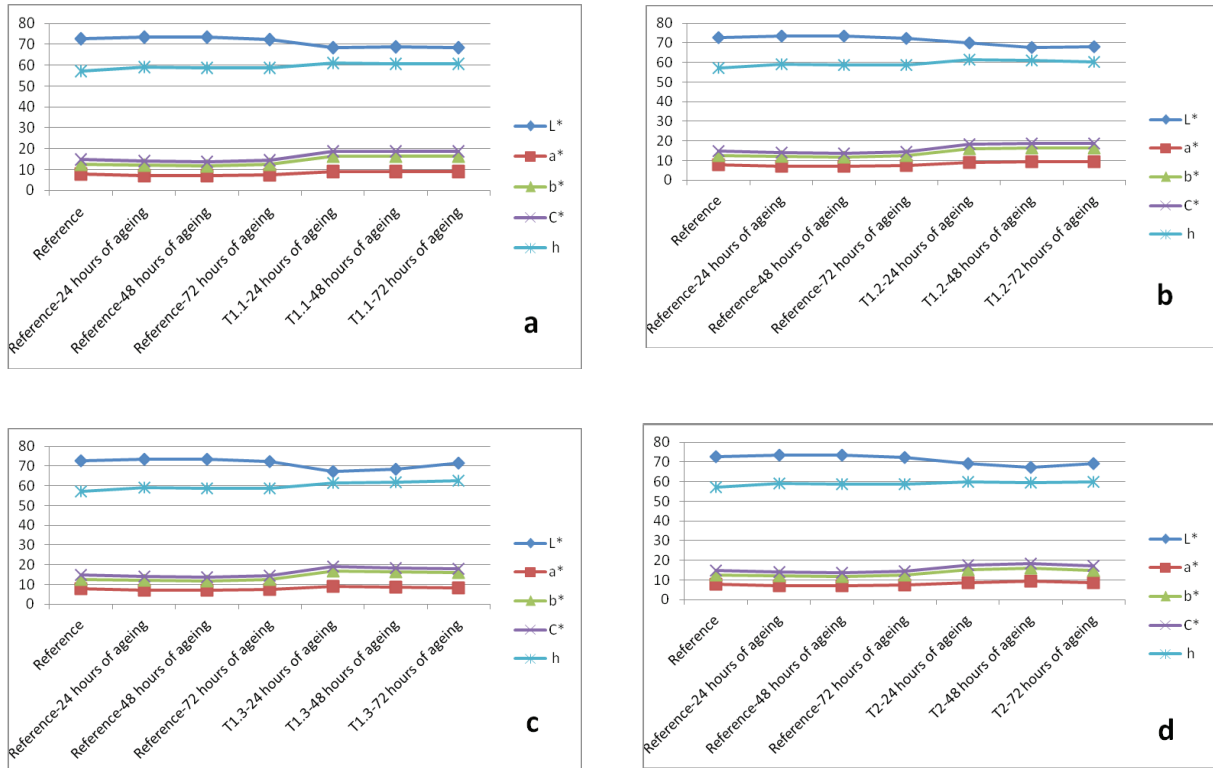 80
70
60
50
40
30
20
10
0
Reference
Reference-24 hours of ageing
Reference-48 hours of ageing
Reference-72 hours of ageing
T1.1-24 hours of ageing
T1.1-48 hours of ageing
T1.1-72 hours of ageing
L*
a*
b*
C*
h
a
80
70
60
50
40
30
20
10
0
Reference
Reference-24 hours of ageing
Reference-48 hours of ageing
Reference-72 hours of ageing
T1.2-24 hours of ageing
T1.2-48 hours of ageing
T1.2-72 hours of ageing
L*
a*
b*
C*
h
b
80
70
60
50
40
30
20
10
0
Reference
Reference-24 hours of ageing
Reference-48 hours of ageing
Reference-72 hours of ageing
T1.3-24 hours of ageing
T1.3-48 hours of ageing
T1.3-72 hours of ageing
L*
a*
b*
C*
h
c
80
70
60
50
40
30
20
10
0
Reference
Reference-24 hours of ageing
Reference-48 hours of ageing
Reference-72 hours of ageing
T2-24 hours of ageing
T2-48 hours of ageing
T2-72 hours of ageing
L*
a*
b*
C*
h
d